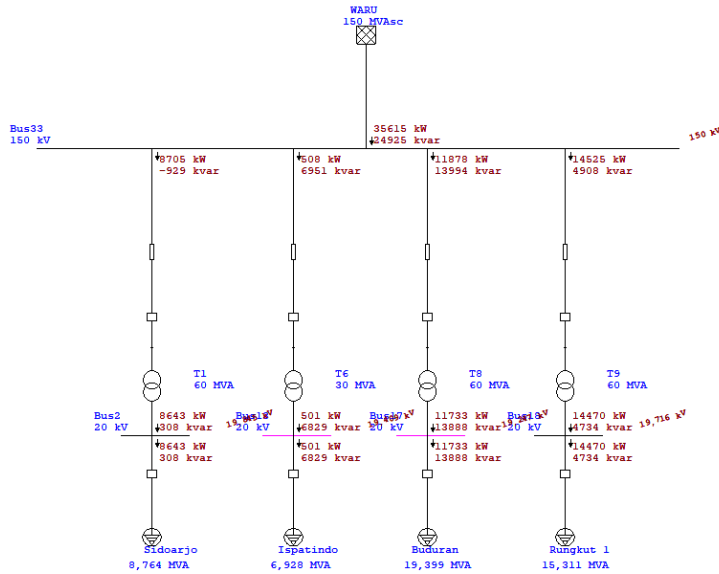 WARU
150 MVAsc
Bus33
150 kV
35615 kW
24925 kvar
150 kV
8705 kW
-929 kvar
508 kW
6951 kvar
11878 kW
13994 kvar
14525 kW
4908 kvar
T1
60 MVA
T6
30 MVA
T8
60 MVA
T9
60 MVA
Bus2
20 kV
8643 kW
308 kvar
20 kV
501 kW
6829 kvar
20 kV
11733 kW
13888 kvar
20 kV
14470 kW
4734 kvar
19,716 kV
8643 kW
308 kvar
501 kW
6829 kvar
11733 kW
13888 kvar
14470 kW
4734 kvar
Sidoarjo
8,764 MVA
Ispatindo
6,928 MVA
Buduran
19,399 MVA
Rungkut 1
15,311 MVA